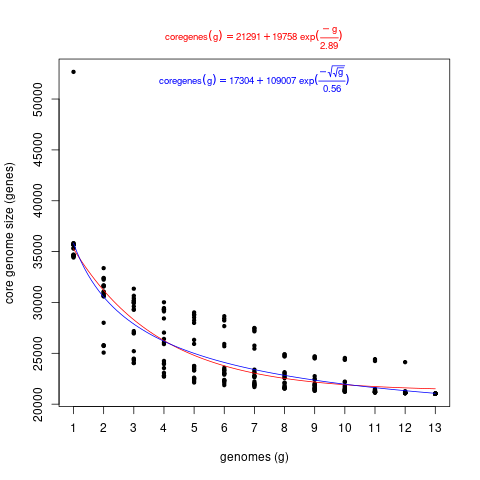 coregenes(g) = 21291 + 19758 exp(−g/2.89)
coregenes(g) = 17304 + 109007 exp(−√√g/0.56)
core genome size (genes)
50000
45000
40000
35000
30000
25000
20000
1 2 3 4 5 6 7 8 9 10 11 12 13
genomes (g)